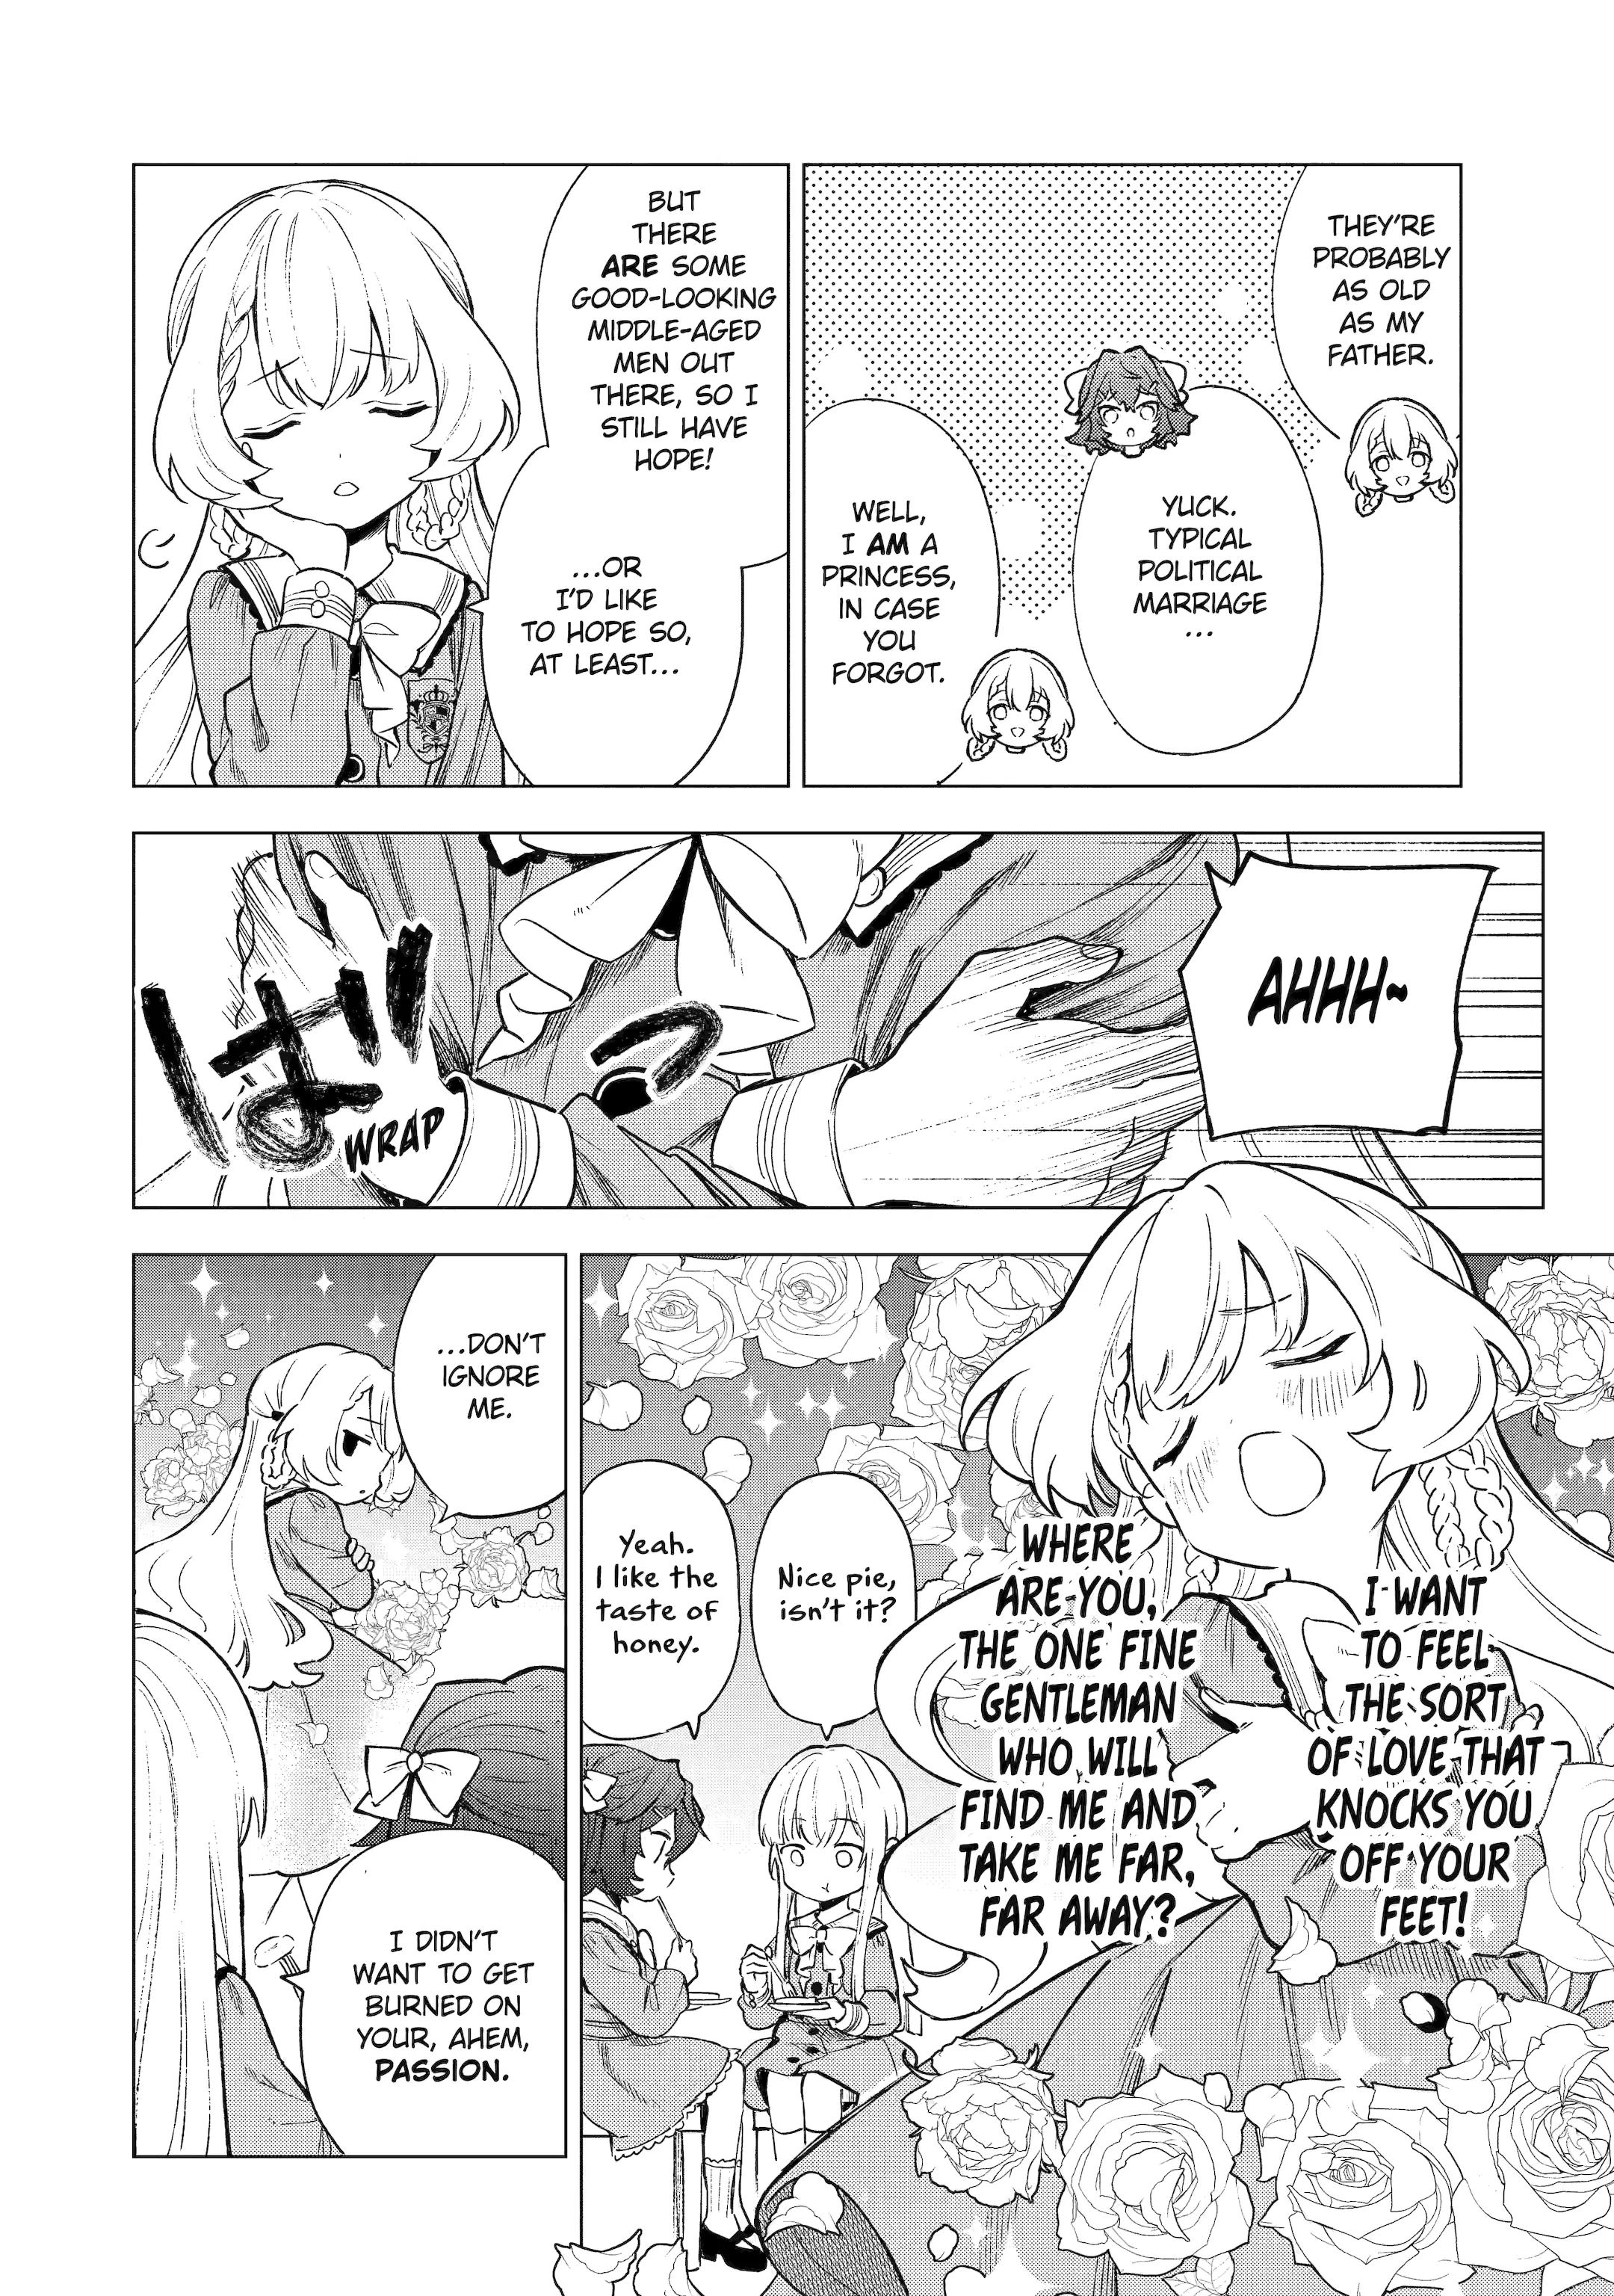 THEY'RE
PROBABLY
AS OLD
AS MY
FATHER.
YUCK.
TYPICAL
POLITICAL
MARRIAGE
...
WELL,
I AM A
PRINCESS,
IN CASE
YOU
FORGOT.
BUT
THERE
ARE SOME
GOOD-LOOKING
MIDDLE-AGED
MEN OUT
THERE, SO I
STILL HAVE
HOPE!
...OR
I'D LIKE
TO HOPE SO,
AT LEAST...
AHHH~
ばっ
WRAP
I WANT
TO FEEL
THE SORT
OF LOVE THAT
KNOCKS YOU
OFF YOUR
FEET!
WHERE
ARE YOU,
THE ONE FINE
GENTLEMAN
WHO WILL
FIND ME AND
TAKE ME FAR,
FAR AWAY?
Nice pie,
isn't it?
Yeah.
I like the
taste of
honey.
...DON'T
IGNORE
ME.
I DIDN'T
WANT TO GET
BURNED ON
YOUR, AHEM,
PASSION.